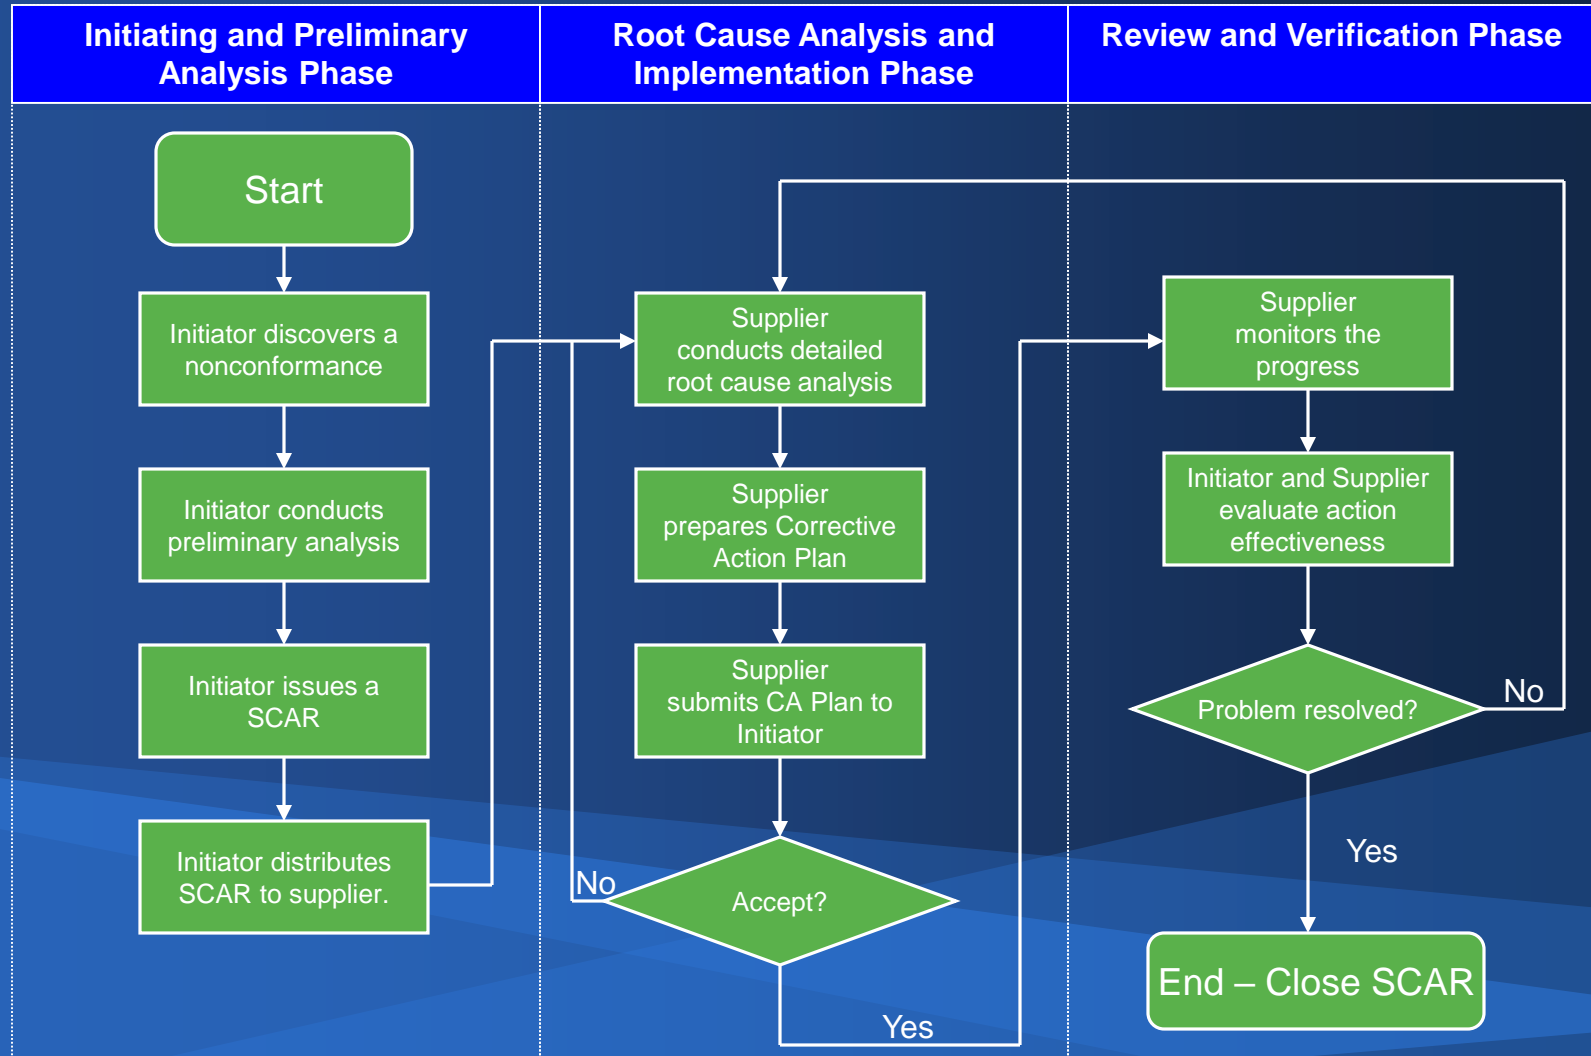 Initiating and Preliminary
Analysis Phase
Root Cause Analysis and
Implementation Phase
Review and Verification Phase
Start
Initiator discovers a
nonconformance
Initiator conducts
preliminary analysis
Initiator issues a
SCAR
Initiator distributes
SCAR to supplier.
Supplier
conducts detailed
root cause analysis
Supplier
prepares Corrective
Action Plan
Supplier
submits CA Plan to
Initiator
No
Accept?
Yes
Supplier
monitors the
progress
Initiator and Supplier
evaluate action
effectiveness
Problem resolved?
No
Yes
End – Close SCAR